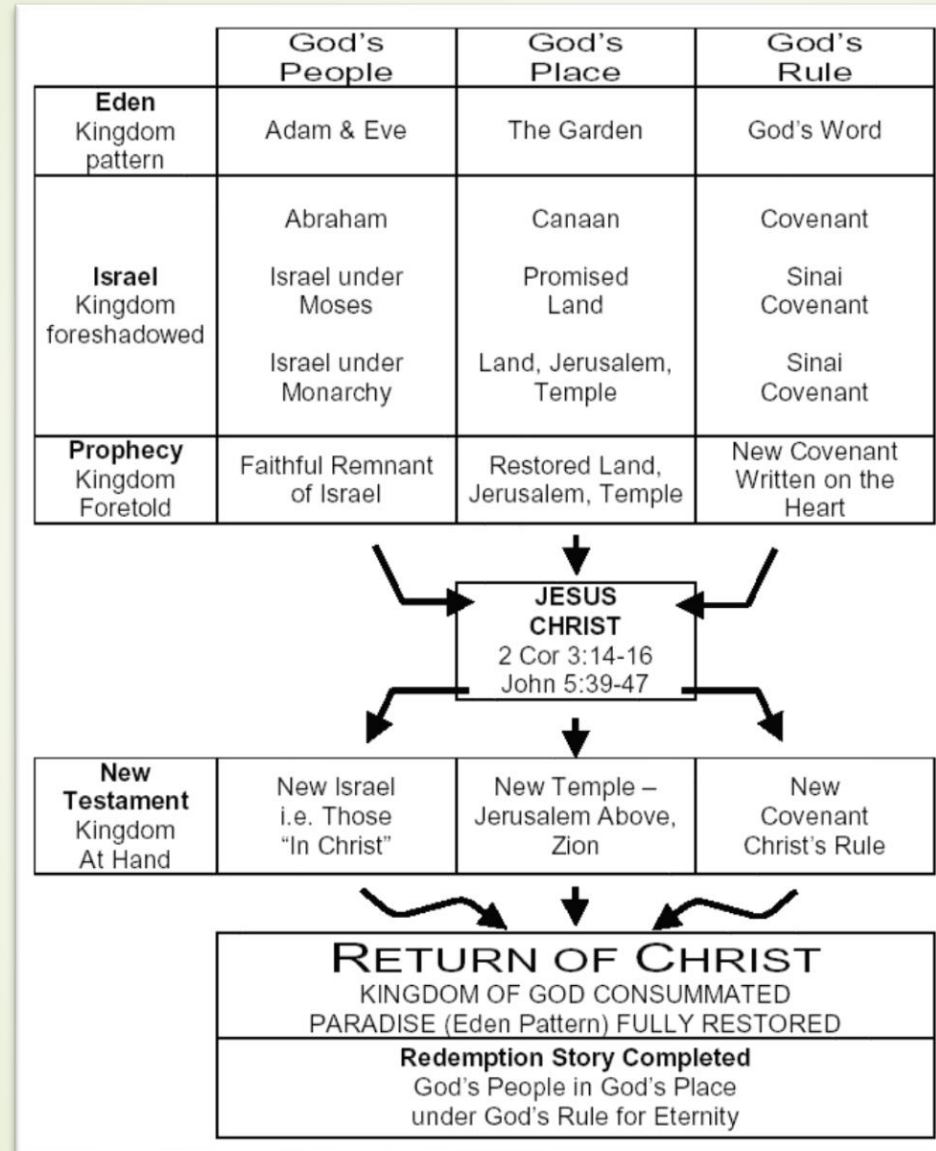 God's
People
God's
Place
God's
Rule
Eden
Kingdom
pattern
Adam & Eve
The Garden
God's Word
Israel
Kingdom
foreshadowed
Abraham
Canaan
Covenant
Israel under
Moses
Promised
Land
Sinai
Covenant
Israel under
Monarchy
Land, Jerusalem,
Temple
Sinai
Covenant
Prophecy
Kingdom
Foretold
Faithful Remnant
of Israel
Restored Land,
Jerusalem, Temple
New Covenant
Written on the
Heart
JESUS
CHRIST
2 Cor 3:14-16
John 5:39-47
New
Testament
Kingdom
At Hand
New Israel
i.e. Those
“In Christ”
New Temple –
Jerusalem Above,
Zion
New
Covenant
Christ's Rule
RETURN OF CHRIST
KINGDOM OF GOD CONSUMMATED
PARADISE (Eden Pattern) FULLY RESTORED
Redemption Story Completed
God's People in God's Place
under God's Rule for Eternity